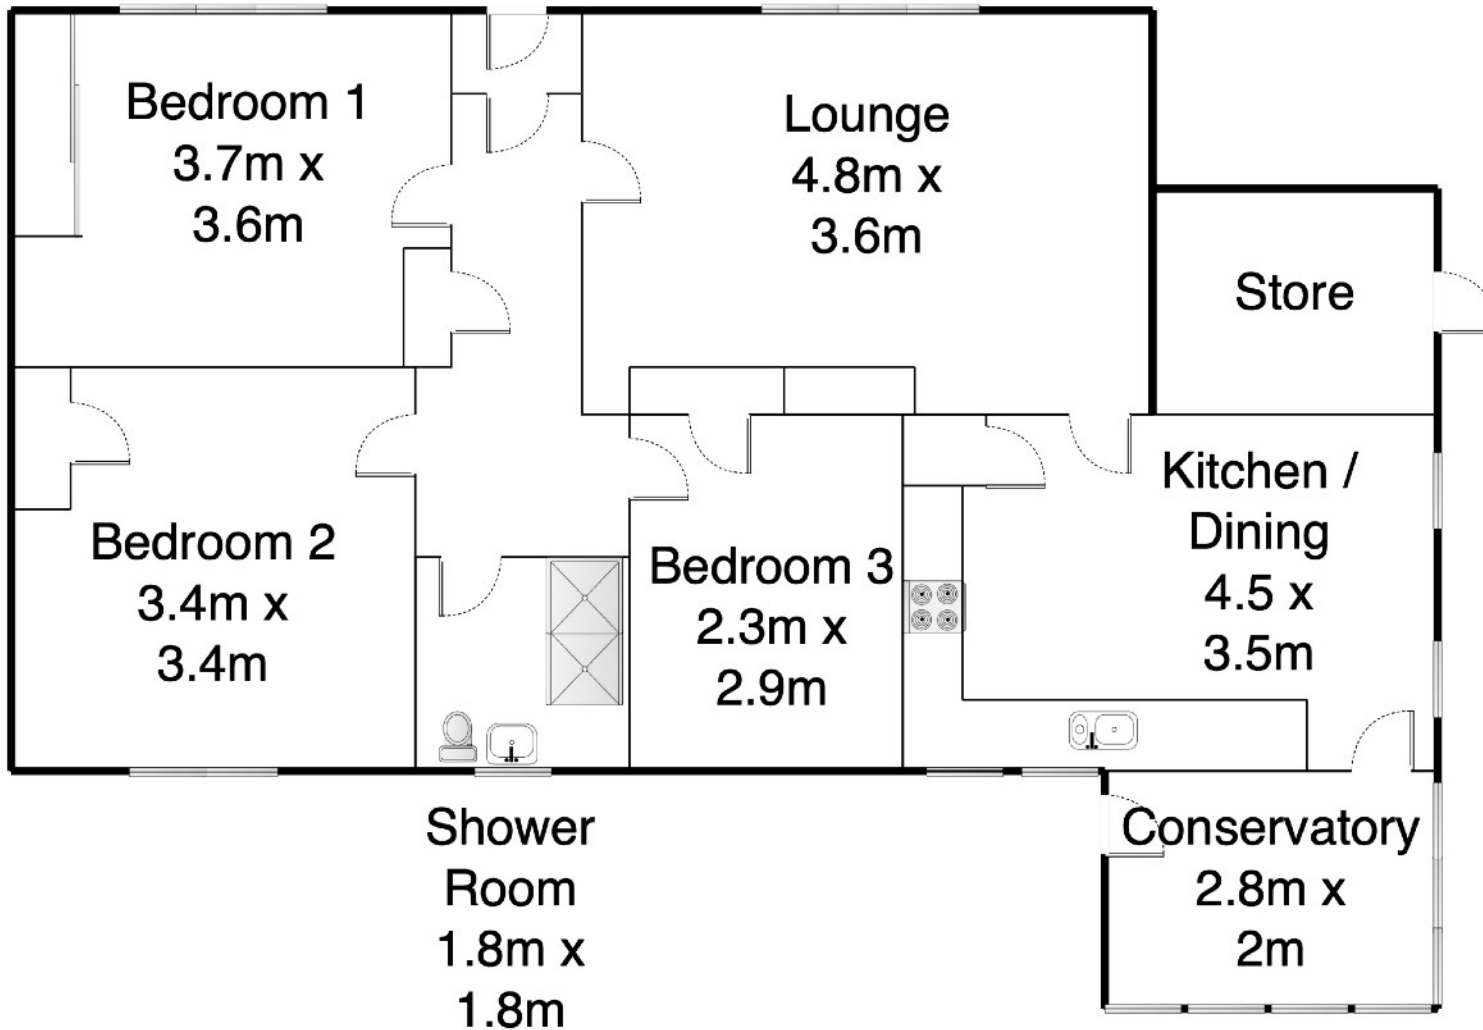 Bedroom 1
3.7m x
3.6m
Lounge
4.8m x
3.6m
Store
Bedroom 2
3.4m x
3.4m
Bedroom 3
2.3m x
2.9m
Kitchen /
Dining
4.5 x
3.5m
Shower
Room
1.8m x
1.8m
Conservatory
2.8m x
2m